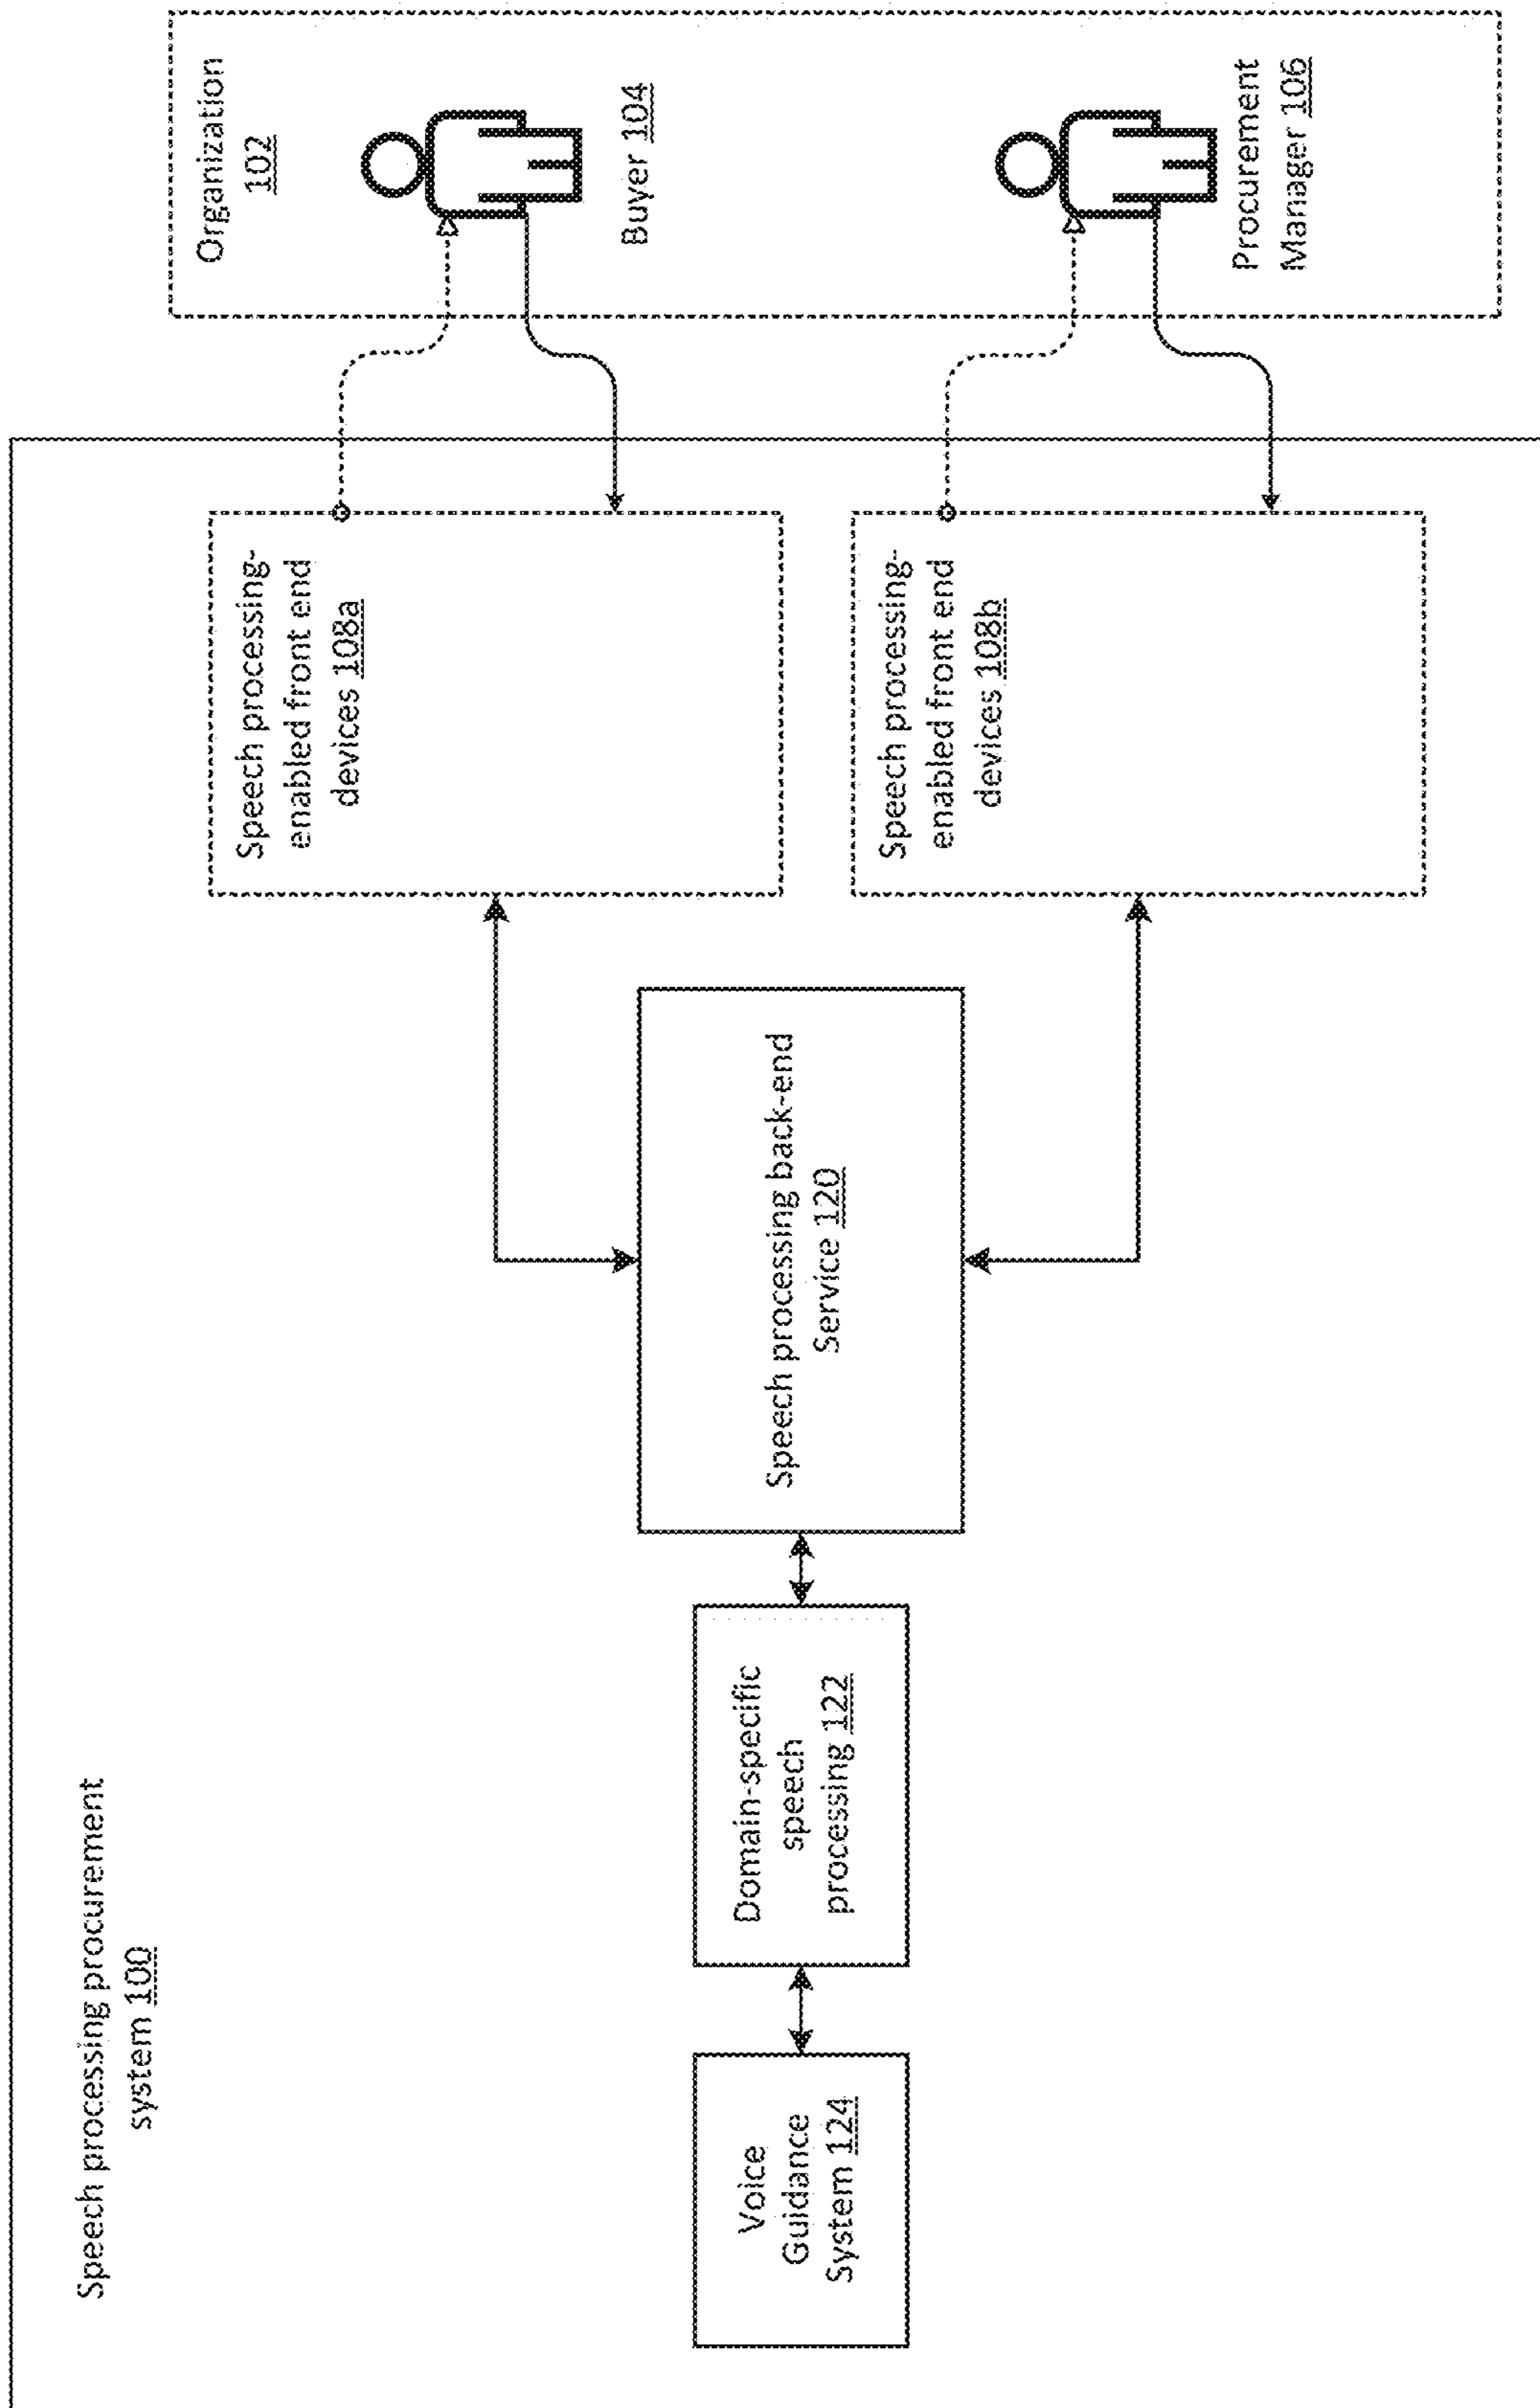 Speech processing procurement
system 100
Voice
Guidance
System 124
Domain-specific
speech
processing 122
Speech processing back-end
Service 120
Speech processing-
enabled front end
devices 108a
Speech processing-
enabled front end
devices 108b
Organization
102
Buyer 104
Procurement
Manager 106